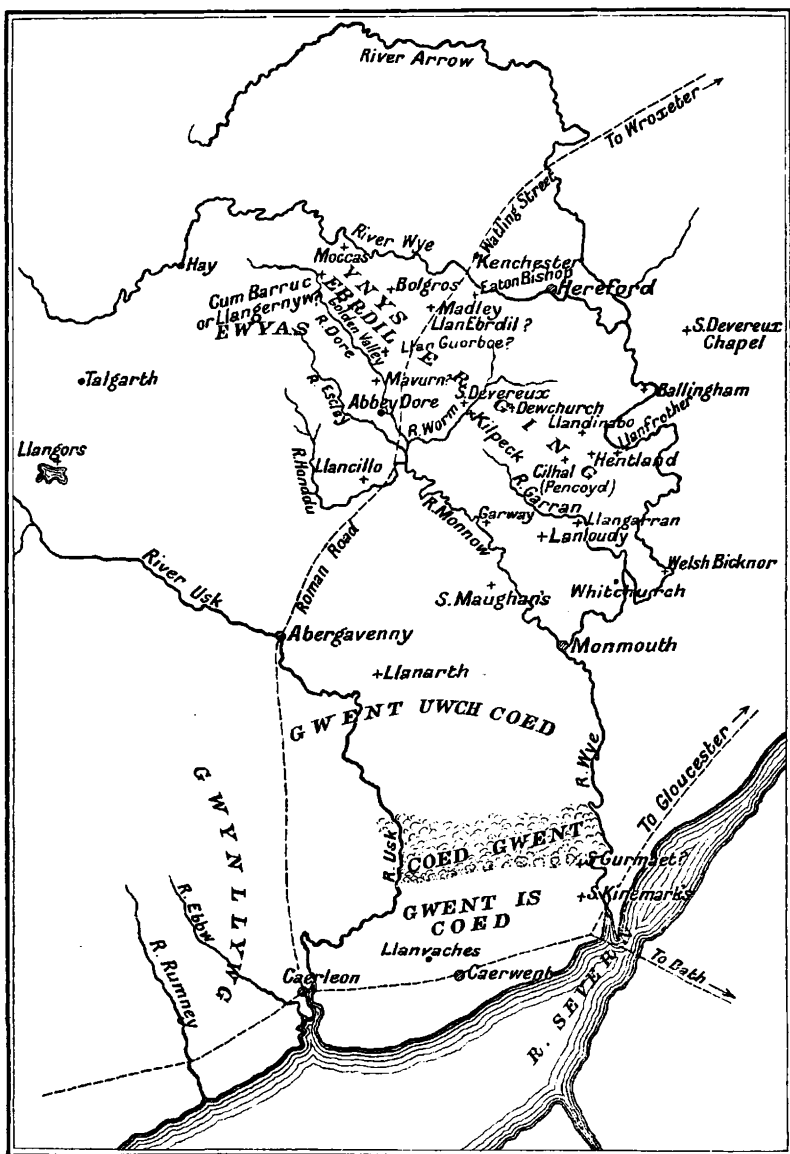 River Arrow
To Wroxeter
Watling Street
River Wye
Moccas
Kenchester
Eaton Bishop
Hereford
Hay
YNYS
EBRDIL
Bolgros
Cum Barruc
or Llangernyw?
EWYAS
Golden Valley
R. Dore
Madley
Llan Ebrdil?
Llan Guorboe?
S. Devereux
Chapel
ERGING
Talgarth
Mavurn
S. Devereux
Ballingham
Abbey Dore
R. Escley
R. Worm
Kilpeck
Dewchurch
Llandinabo
Llanfrother
Llangors
R. Honddu
Llancillo
Hentland
Cilhal
(Pencoyd)
R. Garran
R. Monnow
Garway
Llangarran
Lanloudy
Roman Road
River Usk
Welsh Bicknor
S. Maughan's
Whitchurch
Abergavenny
Monmouth
Llanarth
GWENT UWCH COED
R. Wye
To Gloucester
GWYNLLYWG
R. Usk
COED GWENT
S. Gurmaet?
S. Kinemark's
GWENT IS
COED
R. Ebbw
R. Rumney
Llanvaches
Caerleon
Caerwent
To Bath
R. SEVERN